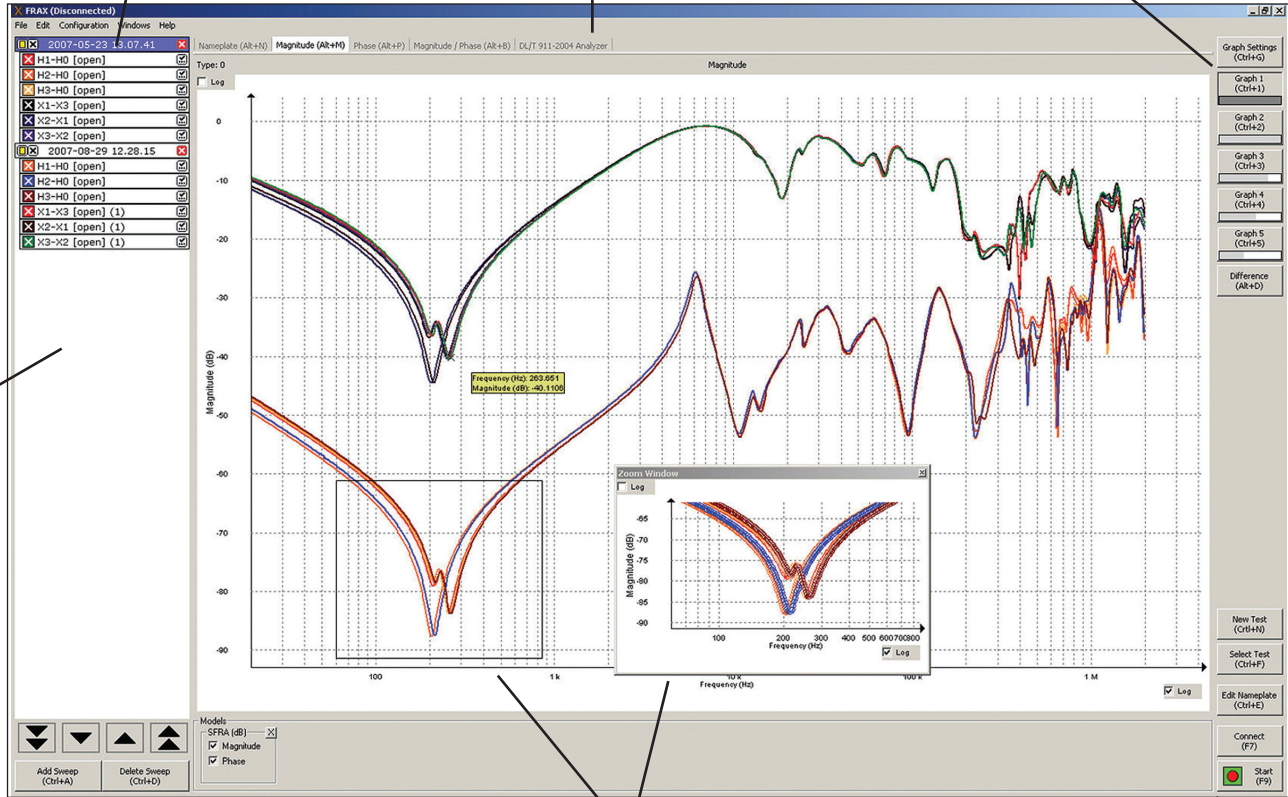 FRAX (Disconnected)
File Edit Configuration Windows Help
2007-05-23 13.07.41
H1-H0 [open]
H2-H0 [open]
H3-H0 [open]
X1-X3 [open]
X2-X1 [open]
X3-X2 [open]
2007-08-29 12.28.15
H1-H0 [open]
H2-H0 [open]
H3-H0 [open]
X1-X3 [open] (1)
X2-X1 [open] (1)
X3-X2 [open] (1)
Add Sweep
(Ctrl+A)
Delete Sweep
(Ctrl+D)
Nameplate (Alt+N) Magnitude (Alt+M) Phase (Alt+P) Magnitude / Phase (Alt+B) DL/T 911-2004 Analyzer
Type: 0 Magnitude
Log
0
-10
-20
-30
-40
-50
-60
-70
-80
-90
Magnitude (dB)
Frequency (Hz): 263.651
Magnitude (dB): -40.1106
100 1 k 10 k 100 k 1 M
Frequency (Hz)
Log
Zoom Window
Log
-65
-70
-75
-80
-85
-90
Magnitude (dB)
100 200 300 400 500 600700800
Frequency (Hz)
Log
Models
SFRA (dB) X
Magnitude
Phase
Graph Settings
(Ctrl+G)
Graph 1
(Ctrl+1)
Graph 2
(Ctrl+2)
Graph 3
(Ctrl+3)
Graph 4
(Ctrl+4)
Graph 5
(Ctrl+5)
Difference
(Alt+D)
New Test
(Crtl+N)
Select Test
(Ctrl+F)
Edit Nameplate
(Ctrl+E)
Connect
(F7)
Start
(F9)